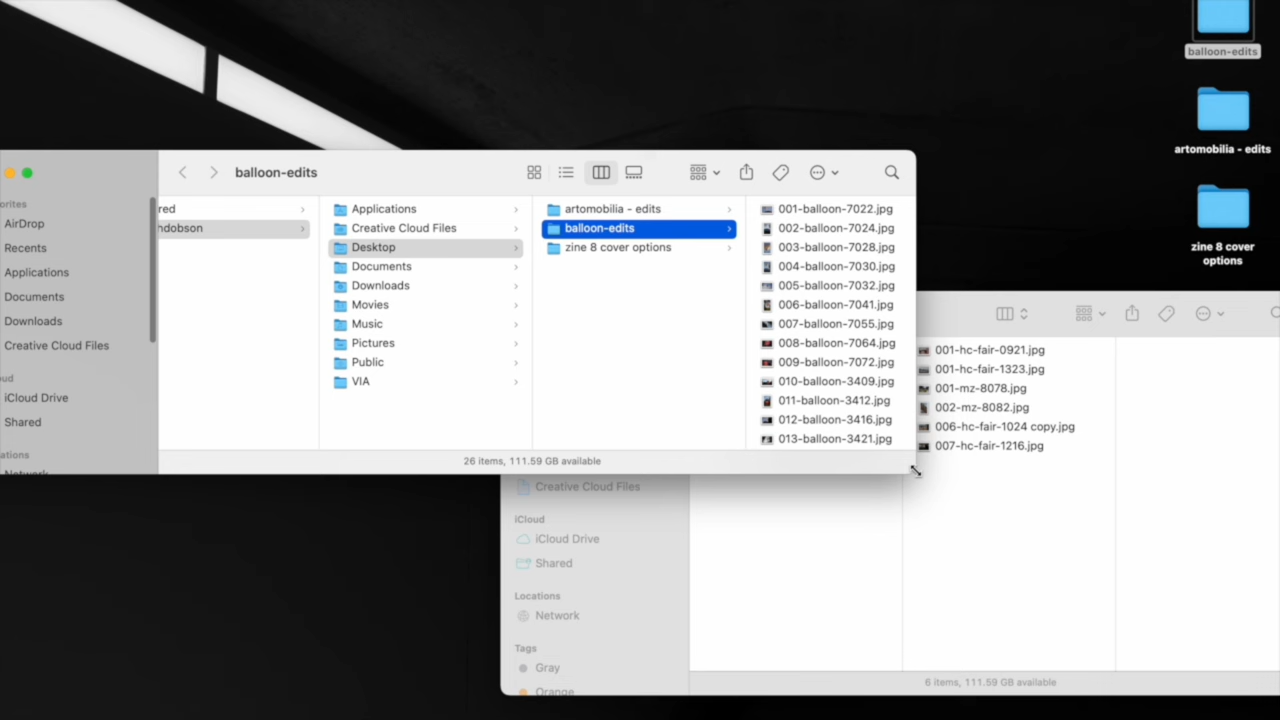 balloon-edits
artomobilia - edits
zine 8 cover
options
balloon-edits
orites
AirDrop
Recents
Applications
Documents
Downloads
Creative Cloud Files
oud
iCloud Drive
Shared
ations
Network
red
hdobson
Applications
Creative Cloud Files
Desktop
Documents
Downloads
Movies
Music
Pictures
Public
VIA
artomobilia - edits
balloon-edits
zine 8 cover options
001-balloon-7022.jpg
002-balloon-7024.jpg
003-balloon-7028.jpg
004-balloon-7030.jpg
005-balloon-7032.jpg
006-balloon-7041.jpg
007-balloon-7055.jpg
008-balloon-7064.jpg
009-balloon-7072.jpg
010-balloon-3409.jpg
011-balloon-3412.jpg
012-balloon-3416.jpg
013-balloon-3421.jpg
26 items, 111.59 GB available
001-hc-fair-0921.jpg
001-hc-fair-1323.jpg
001-mz-8078.jpg
002-mz-8082.jpg
006-hc-fair-1024 copy.jpg
007-hc-fair-1216.jpg
Creative Cloud Files
iCloud
iCloud Drive
Shared
Locations
Network
Tags
Gray
Orange
6 items, 111.59 GB available